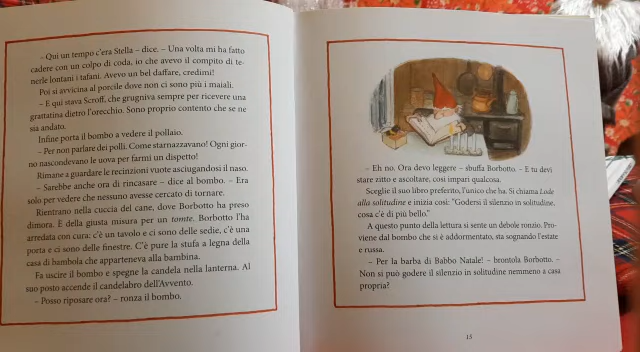 – Qui un tempo c'era Stella – dice. – Una volta mi ha fatto
cadere con un colpo di coda, io che avevo il compito di te-
nerle lontani i tafani. Avevo un bel daffare, credimi!
Poi si avvicina al porcile dove non ci sono più i maiali.
– E qui stava Scroff, che grugniva sempre per ricevere una
grattatina dietro l'orecchio. Sono proprio contento che se ne
sia andato.
Infine porta il bombo a vedere il pollaio.
– Per non parlare dei polli. Come starnazzavano! Ogni gior-
no nascondevano le uova per farmi un dispetto!
Rimane a guardare le recinzioni vuote asciugandosi il naso.
– Sarebbe anche ora di rincasare – dice al bombo. – Era
solo per vedere che nessuno avesse cercato di tornare.
Rientrano nella cuccia del cane, dove Borbotto ha preso
dimora. È della giusta misura per un tomte. Borbotto l'ha
arredata con cura: c'è un tavolo e ci sono delle sedie, c'è una
porta e ci sono delle finestre. C'è pure la stufa a legna della
casa di bambola che apparteneva alla bambina.
Fa uscire il bombo e spegne la candela nella lanterna. Al
suo posto accende il candelabro dell'Avvento.
– Posso riposare ora? – ronza il bombo.
– Eh no. Ora devo leggere – sbuffa Borbotto. – E tu devi
stare zitto e ascoltare, così impari qualcosa.
Sceglie il suo libro preferito, l'unico che ha. Si chiama Lode
alla solitudine e inizia così: "Godersi il silenzio in solitudine,
cosa c'è di più bello."
A questo punto della lettura si sente un debole ronzio. Pro-
viene dal bombo che si è addormentato, sta sognando l'estate
e russa.
– Per la barba di Babbo Natale! – brontola Borbotto. –
Non si può godere il silenzio in solitudine nemmeno a casa
propria?
15